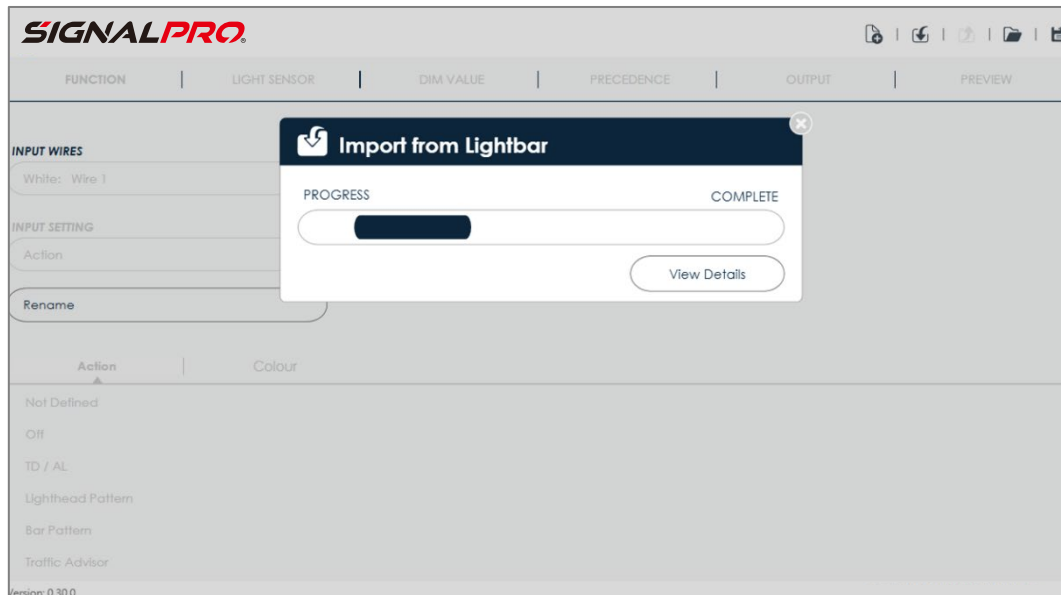 SIGNALPRO®
FUNCTION | LIGHT SENSOR | DIM VALUE | PRECEDENCE | OUTPUT | PREVIEW
Import from Lightbar
INPUT WIRES
White: Wire 1
PROGRESS COMPLETE
INPUT SETTING
Action
View Details
Rename
Action | Colour
Not Defined
Off
TD / AL
Lighthead Pattern
Bar Pattern
Traffic Advisor
Version: 0.30.0